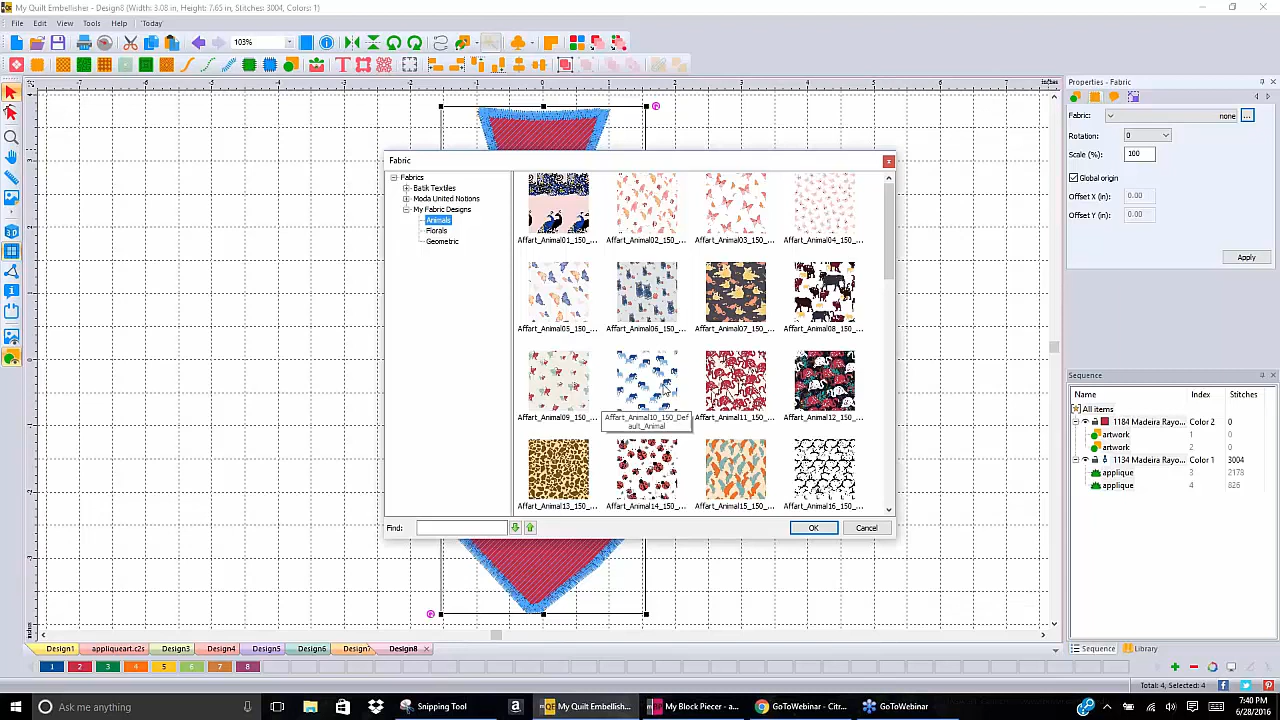 My Quilt Embellisher - Design8 (Width: 3.08 in, Height: 7.65 in, Stitches: 3004, Colors: 1)
File Edit View Tools Help 'Today'
103%
inches
Properties - Fabric
Fabric: none ...
Rotation: 0
Scale (%): 100
Global origin
Offset X (in): 0.00
Offset Y (in): 0.00
Apply
Fabric
Fabrics
Batik Textiles
Moda United Notions
My Fabric Designs
Animals
Florals
Geometric
Affart_Animal01_150_... Affart_Animal02_150_... Affart_Animal03_150_... Affart_Animal04_150_...
Affart_Animal05_150_... Affart_Animal06_150_... Affart_Animal07_150_... Affart_Animal08_150_...
Affart_Animal09_150_... Affart_Animal10_150_Def
ault_Animal
Affart_Animal11_150_... Affart_Animal12_150_...
Affart_Animal13_150_... Affart_Animal14_150_... Affart_Animal15_150_... Affart_Animal16_150_...
Find: OK Cancel
Sequence
Name Index Stitches
All items
1184 Madeira Rayo... Color 2 0
artwork 1 0
artwork 2 0
1134 Madeira Rayo... Color 1 3004
applique 3 2178
applique 4 826
Sequence Library
Design1 appliqueart.c2s Design3 Design4 Design5 Design6 Design7 Design8
1 2 3 4 5 6 7 8
Total: 4, Selected: 4
Ask me anything
Snipping Tool
My Quilt Embellish...
My Block Piecer - a...
GoToWebinar - Citr...
GoToWebinar
7:40 PM
6/28/2016